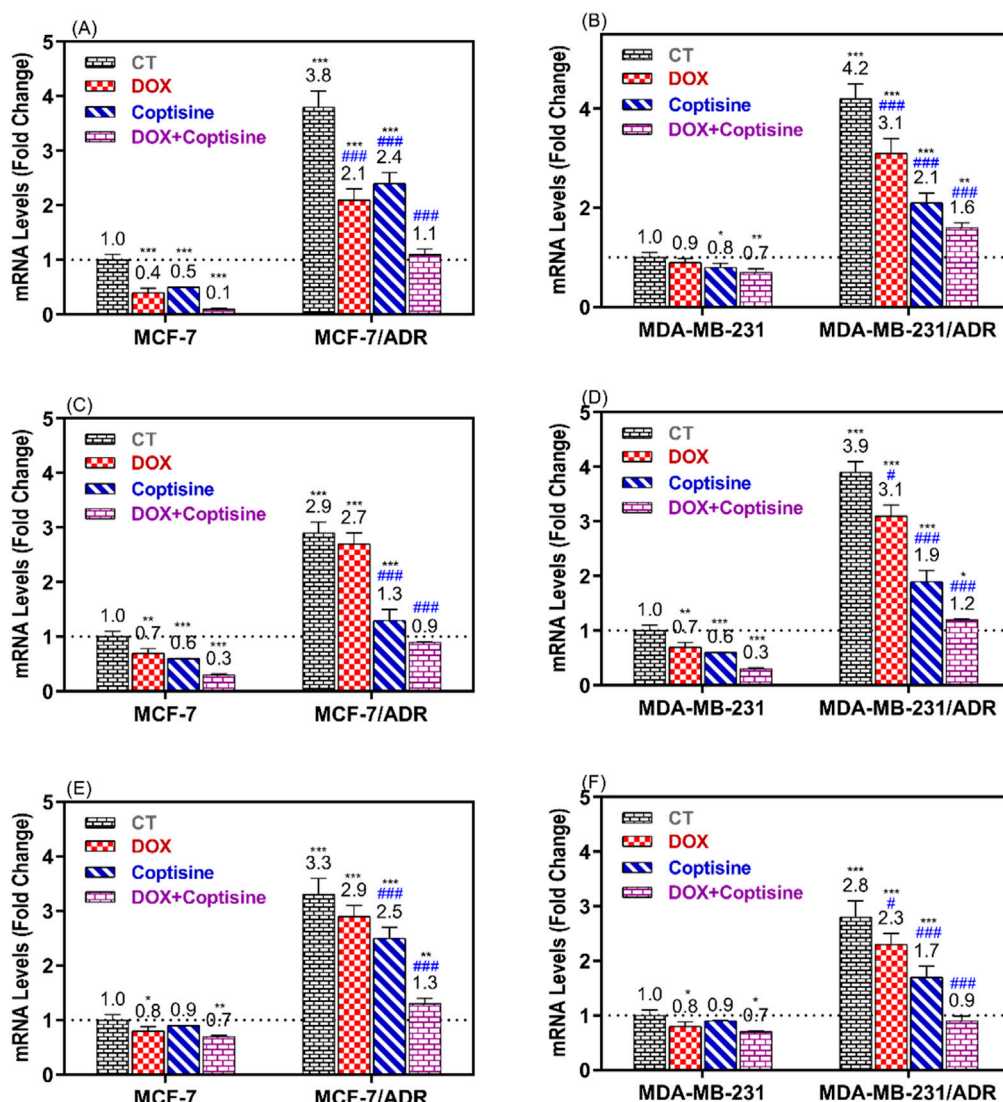 (A)
mRNA Levels (Fold Change)
5
4
3
2
1
0
CT
DOX
Coptisine
DOX+Coptisine
1.0
***
0.4
***
0.5
***
0.1
***
3.8
***
###
2.1
***
###
2.4
###
1.1
MCF-7
MCF-7/ADR
(B)
mRNA Levels (Fold Change)
4
2
0
CT
DOX
Coptisine
DOX+Coptisine
1.0
0.9
*
0.8
**
0.7
***
4.2
***
###
3.1
***
###
2.1
**
###
1.6
MDA-MB-231
MDA-MB-231/ADR
(C)
mRNA Levels (Fold Change)
5
4
3
2
1
0
CT
DOX
Coptisine
DOX+Coptisine
1.0
**
0.7
***
0.6
***
0.3
***
2.9
***
2.7
***
###
1.3
###
0.9
MCF-7
MCF-7/ADR
(D)
mRNA Levels (Fold Change)
5
4
3
2
1
0
CT
DOX
Coptisine
DOX+Coptisine
1.0
**
0.7
***
0.6
***
0.3
***
3.9
***
#
3.1
***
###
1.9
*
###
1.2
MDA-MB-231
MDA-MB-231/ADR
(E)
mRNA Levels (Fold Change)
5
4
3
2
1
0
CT
DOX
Coptisine
DOX+Coptisine
1.0
*
0.8
0.9
**
0.7
***
3.3
***
2.9
***
###
2.5
**
###
1.3
MCF-7
MCF-7/ADR
(F)
mRNA Levels (Fold Change)
5
4
3
2
1
0
CT
DOX
Coptisine
DOX+Coptisine
1.0
*
0.8
0.9
*
0.7
***
2.8
***
#
2.3
***
###
1.7
###
0.9
MDA-MB-231
MDA-MB-231/ADR